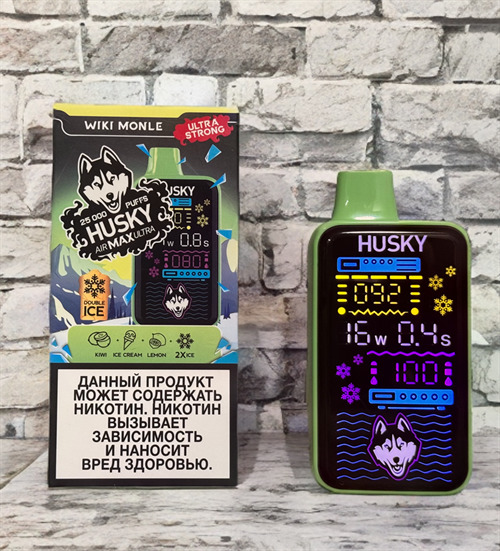 WIKI MONLE
ULTRA
STRONG
25 000 PUFFS
HUSKY
AIR MAX ULTRA
DOUBLE
ICE
HUSKY
w 0.8s
080
KIWI
ICE CREAM
LEMON
2X ICE
ДАННЫЙ ПРОДУКТ
МОЖЕТ СОДЕРЖАТЬ
НИКОТИН. НИКОТИН
ВЫЗЫВАЕТ
ЗАВИСИМОСТЬ
И НАНОСИТ
ВРЕД ЗДОРОВЬЮ.
HUSKY
092
16w 0.4s
100